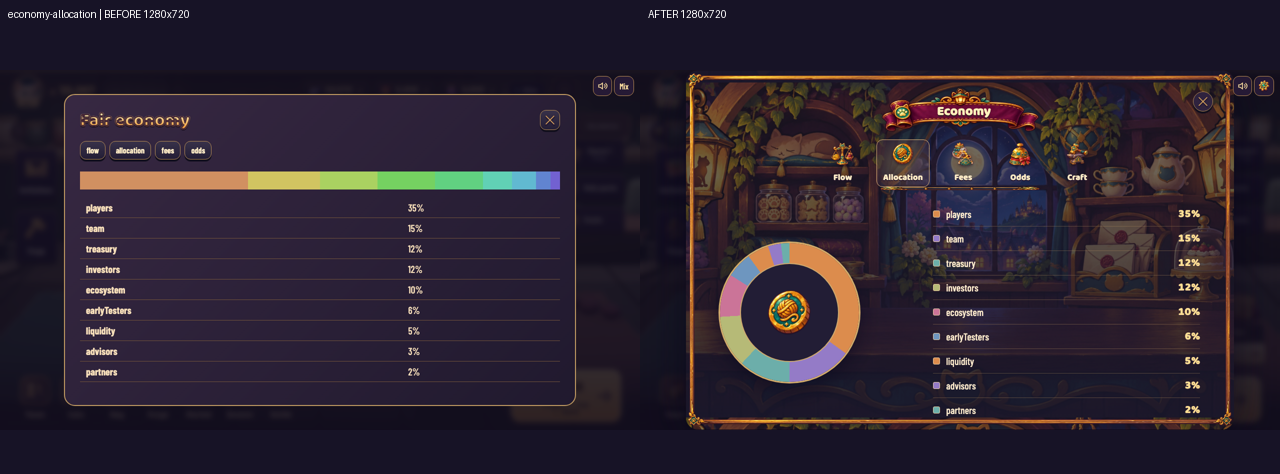 economy-allocation | BEFORE 1280x720
AFTER 1280x720
Mix
Fair economy
flow allocation fees odds
players 35%
team 15%
treasury 12%
investors 12%
ecosystem 10%
earlyTesters 6%
liquidity 5%
advisors 3%
partners 2%
Economy
Flow Allocation Fees Odds Craft
players 35%
team 15%
treasury 12%
investors 12%
ecosystem 10%
earlyTesters 6%
liquidity 5%
advisors 3%
partners 2%